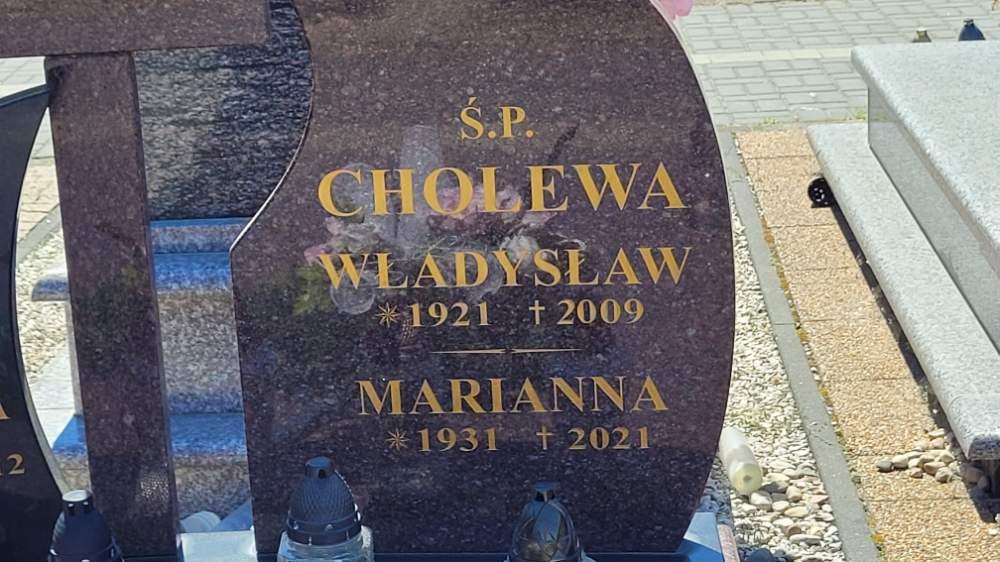 Ś.P.
CHOLEWA
WŁADYSŁAW
* 1921 † 2009
MARIANNA
* 1931 † 2021